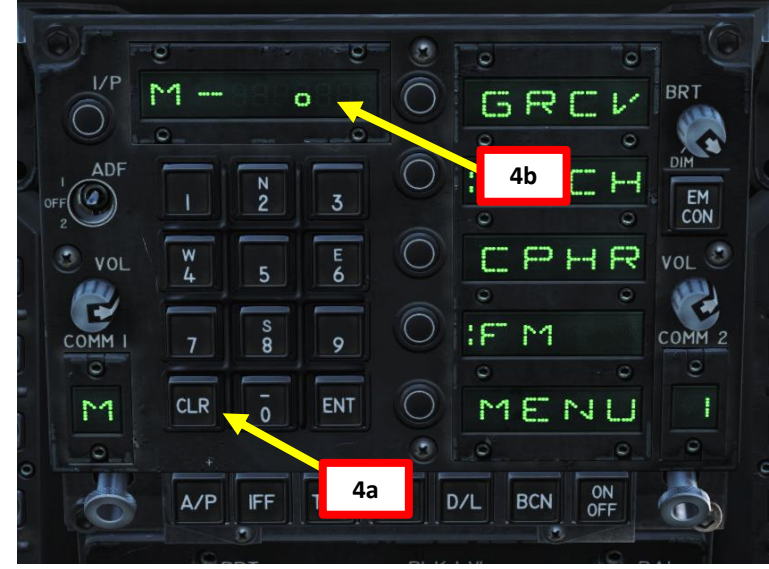 I/P
M-- o
GRCV
BRT
DIM
ADF
1
OFF
2
1
N
2
3
4b
:
CH
EM
CON
VOL
W
4
5
E
6
CPHR
VOL
COMM 1
7
S
8
9
:FM
COMM 2
M
CLR
-
0
ENT
MENU
1
4a
A/P
IFF
T
D/L
BCN
ON
OFF